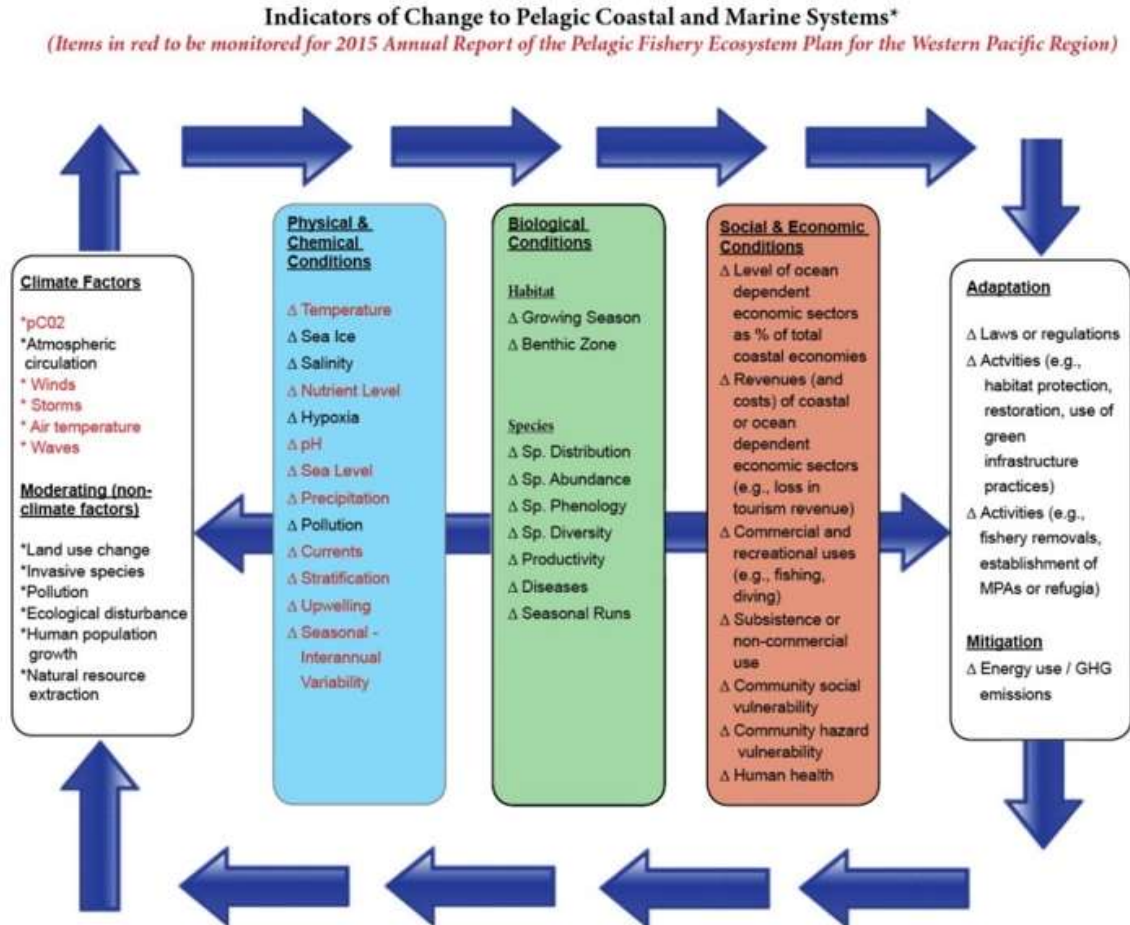 Indicators of Change to Pelagic Coastal and Marine Systems*
(Items in red to be monitored for 2015 Annual Report of the Pelagic Fishery Ecosystem Plan for the Western Pacific Region)
Climate Factors
*pC02
*Atmospheric
circulation
* Winds
* Storms
* Air temperature
* Waves
Moderating (non-
climate factors)
*Land use change
*Invasive species
*Pollution
*Ecological disturbance
*Human population
growth
*Natural resource
extraction
Physical &
Chemical
Conditions
Δ Temperature
Δ Sea Ice
Δ Salinity
Δ Nutrient Level
Δ Hypoxia
Δ pH
Δ Sea Level
Δ Precipitation
Δ Pollution
Δ Currents
Δ Stratification
Δ Upwelling
Δ Seasonal -
Interannual
Variability
Biological
Conditions
Habitat
Δ Growing Season
Δ Benthic Zone
Species
Δ Sp. Distribution
Δ Sp. Abundance
Δ Sp. Phenology
Δ Sp. Diversity
Δ Productivity
Δ Diseases
Δ Seasonal Runs
Social & Economic
Conditions
Δ Level of ocean
dependent
economic sectors
as % of total
coastal economies
Δ Revenues (and
costs) of coastal
or ocean
dependent
economic sectors
(e.g., loss in
tourism revenue)
Δ Commercial and
recreational uses
(e.g., fishing,
diving)
Δ Subsistence or
non-commercial
use
Δ Community social
vulnerability
Δ Community hazard
vulnerability
Δ Human health
Adaptation
Δ Laws or regulations
Δ Actvities (e.g.,
habitat protection,
restoration, use of
green
infrastructure
practices)
Δ Activities (e.g.,
fishery removals,
establishment of
MPAs or refugia)
Mitigation
Δ Energy use / GHG
emissions